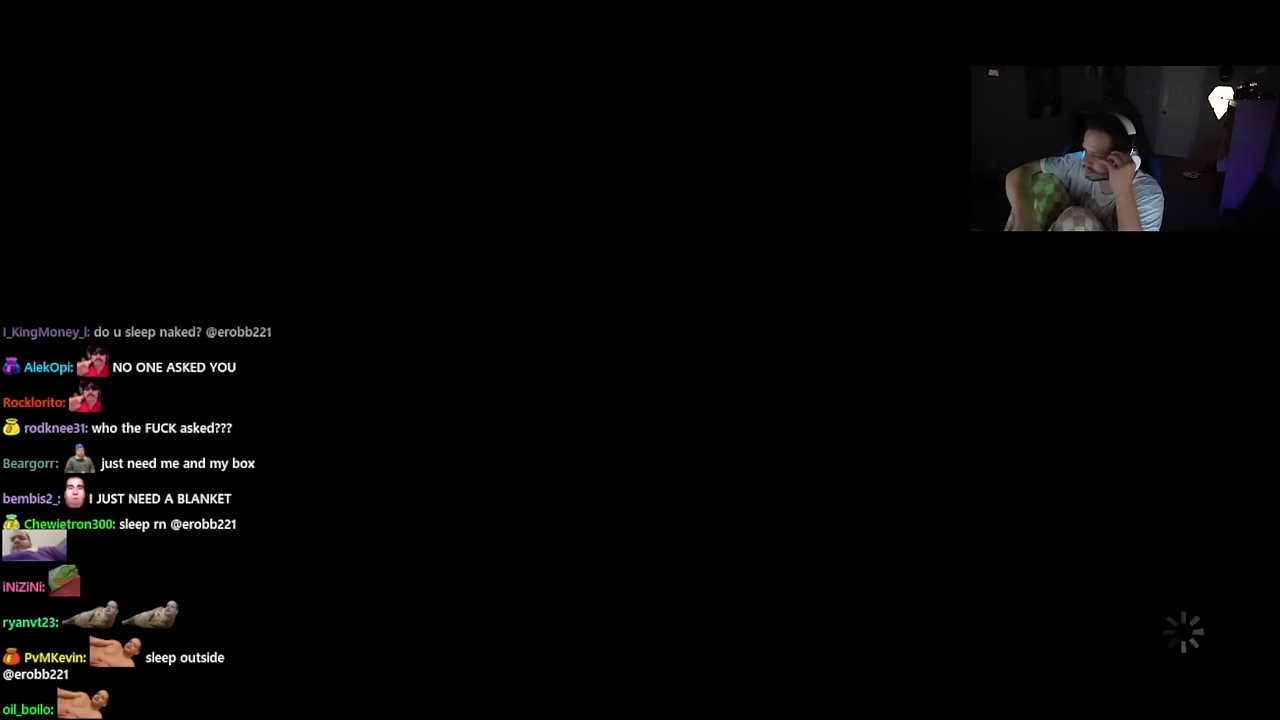 I_KingMoney_I: do u sleep naked? @erobb221
AlekOpi: NO ONE ASKED YOU
Rocklorito:
rodknee31: who the FUCK asked???
Beargorr: just need me and my box
bembis2_: I JUST NEED A BLANKET
Chewietron300: sleep rn @erobb221
iNiZiNi:
ryanvt23:
PvMKevin: sleep outside
@erobb221
oil_boilo: